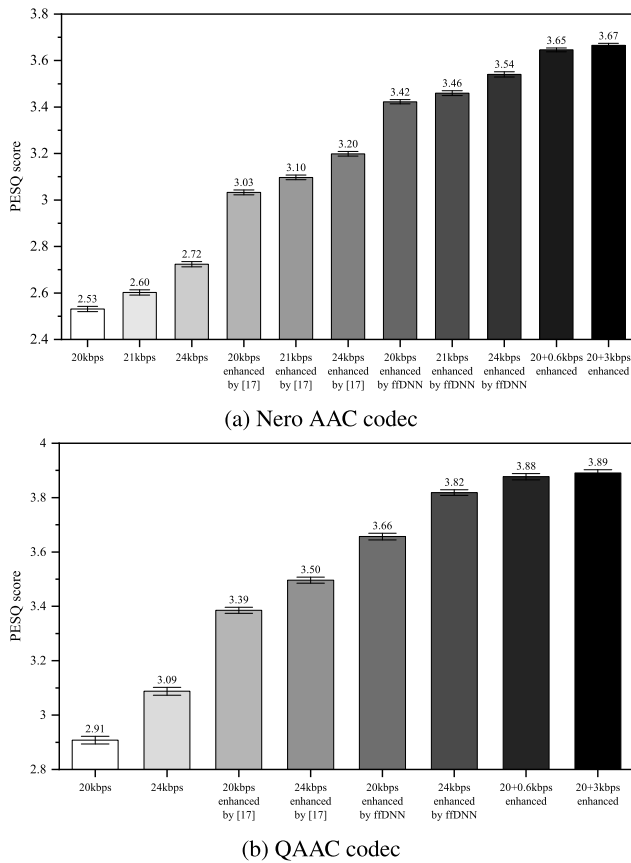 3.8
3.6
3.4
3.2
3
2.8
2.6
2.4
PESQ score
2.53
2.60
2.72
3.03
3.10
3.20
3.42
3.46
3.54
3.65
3.67
20kbps
21kbps
24kbps
20kbps
enhanced
by [17]
21kbps
enhanced
by [17]
24kbps
enhanced
by [17]
20kbps
enhanced
by ffDNN
21kbps
enhanced
by ffDNN
24kbps
enhanced
by ffDNN
20+0.6kbps
enhanced
20+3kbps
enhanced
(a) Nero AAC codec
4
3.8
3.6
3.4
3.2
3
2.8
PESQ score
2.91
3.09
3.39
3.50
3.66
3.82
3.88
3.89
20kbps
24kbps
20kbps
enhanced
by [17]
24kbps
enhanced
by [17]
20kbps
enhanced
by ffDNN
24kbps
enhanced
by ffDNN
20+0.6kbps
enhanced
20+3kbps
enhanced
(b) QAAC codec